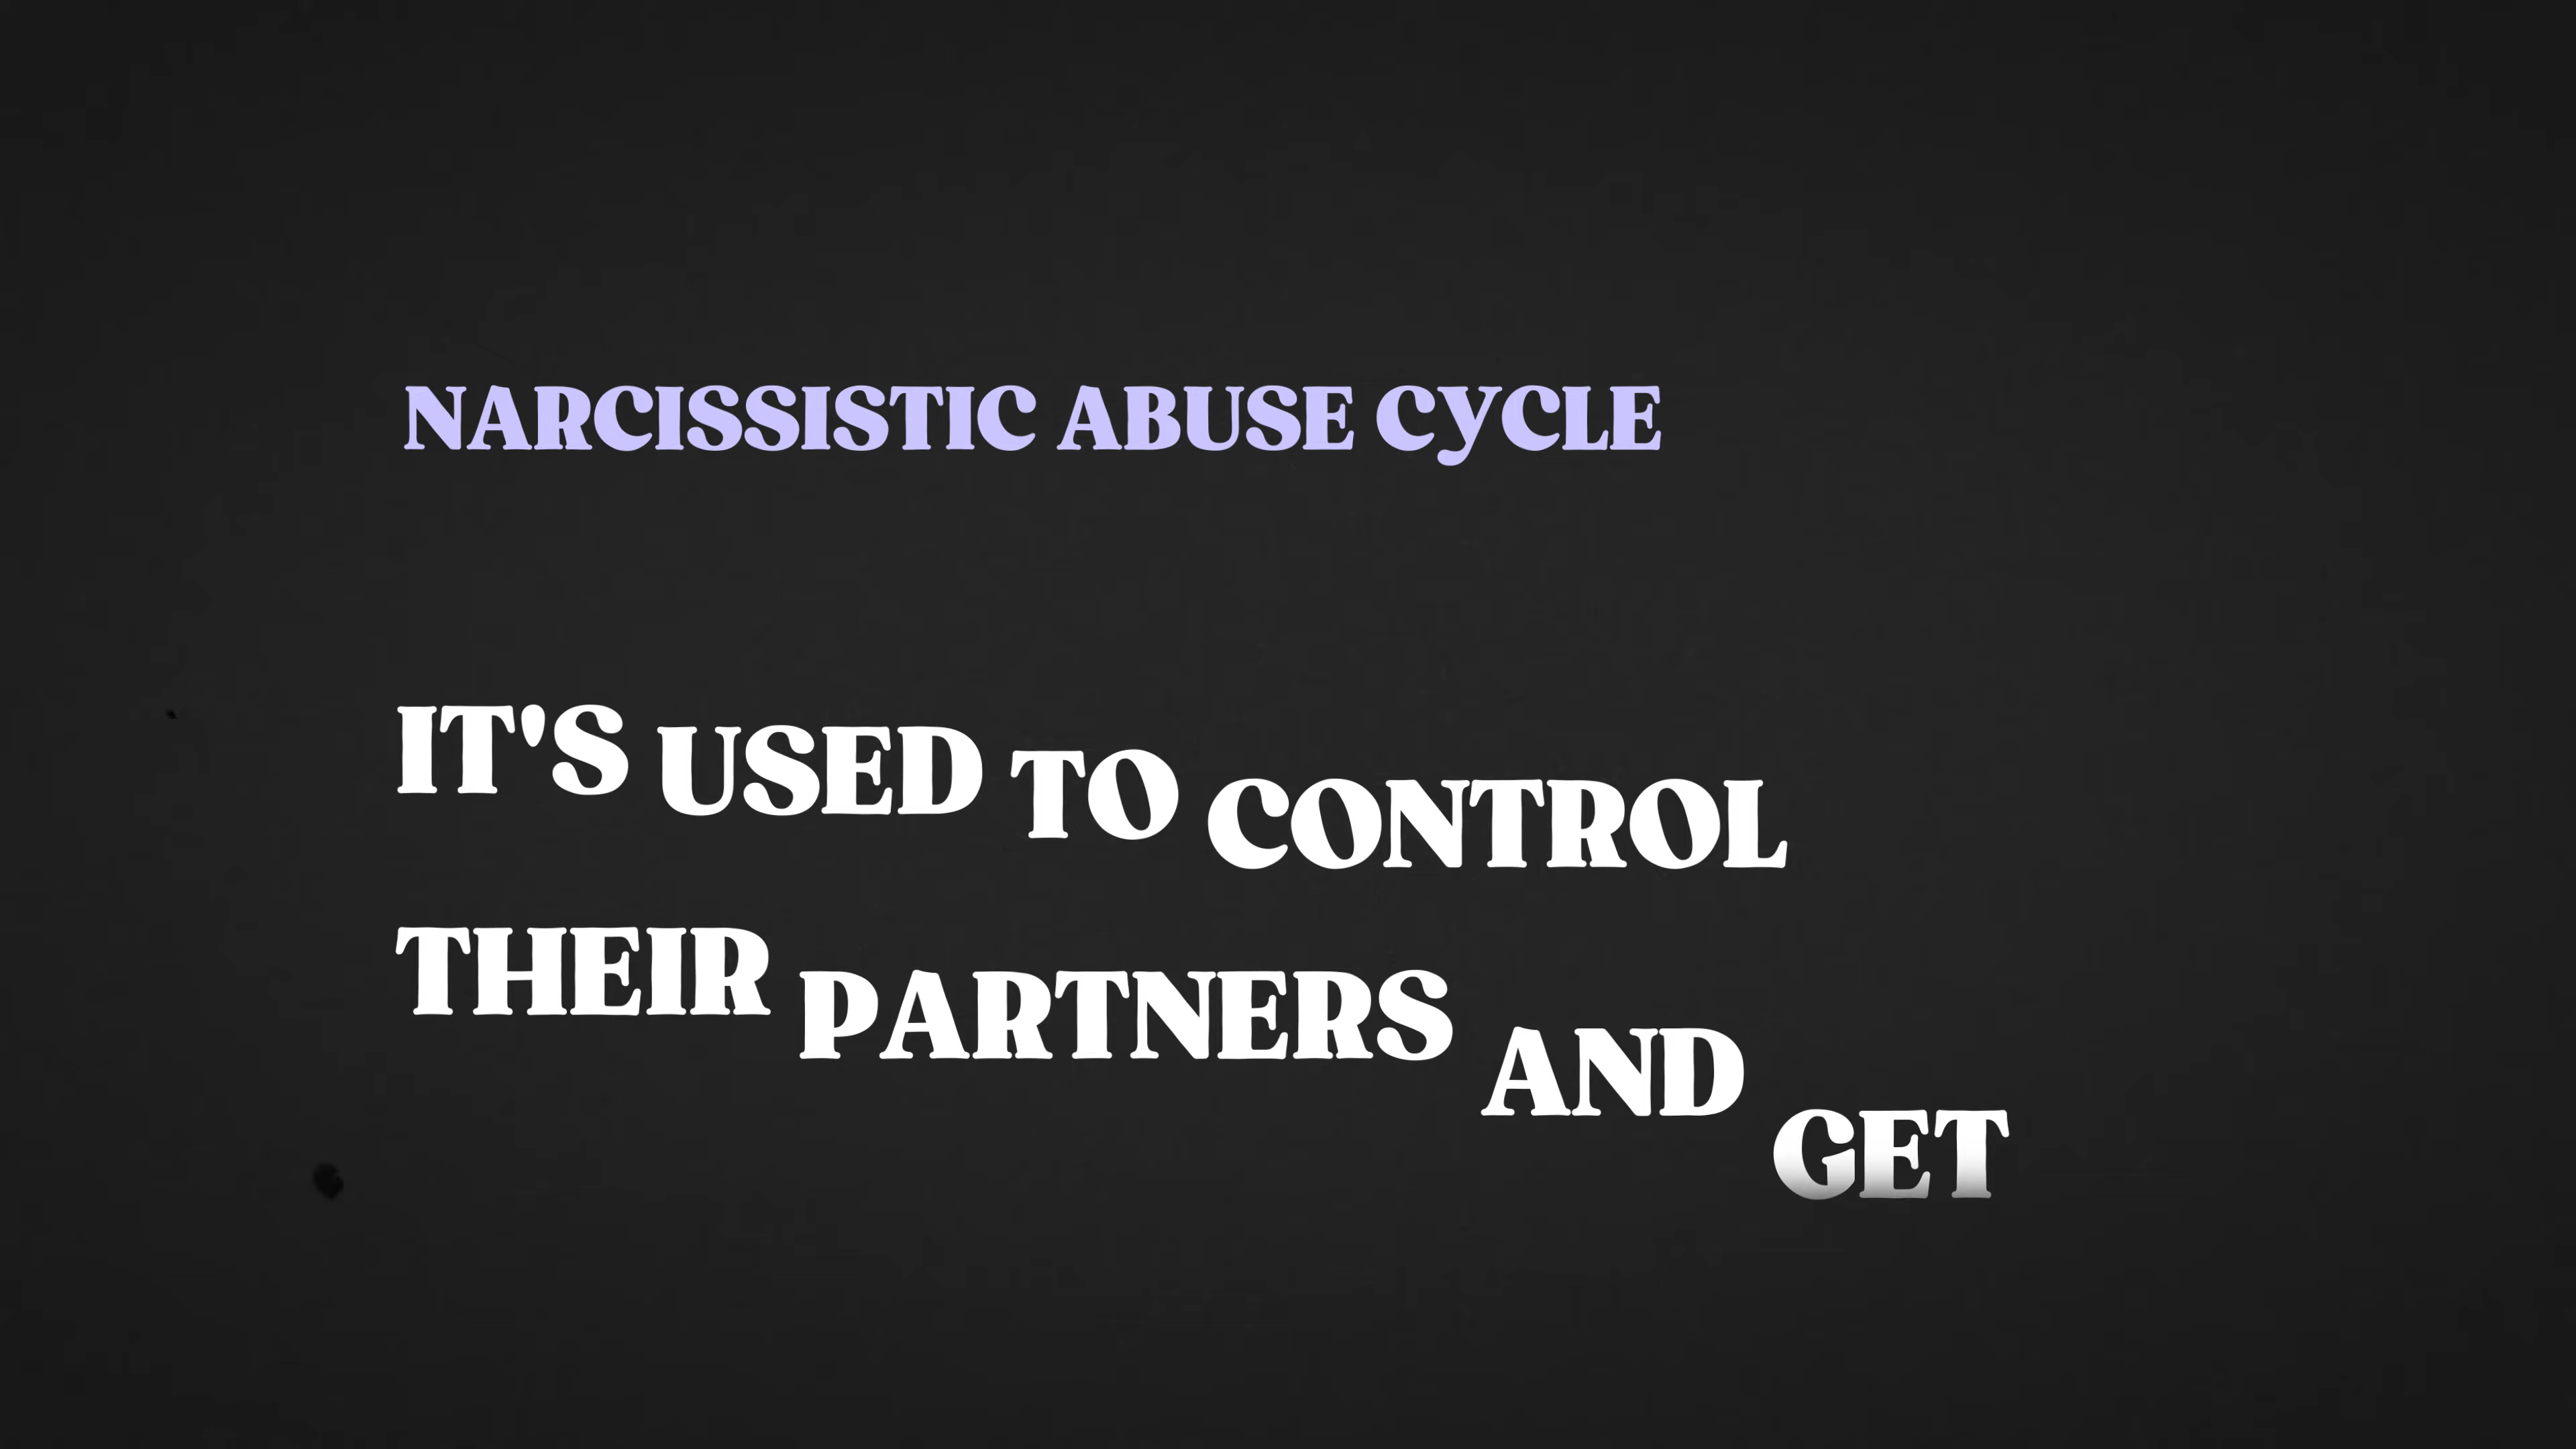 NARCISSISTIC ABUSE CYCLE
IT'S USED TO CONTROL
THEIR PARTNERS AND GET